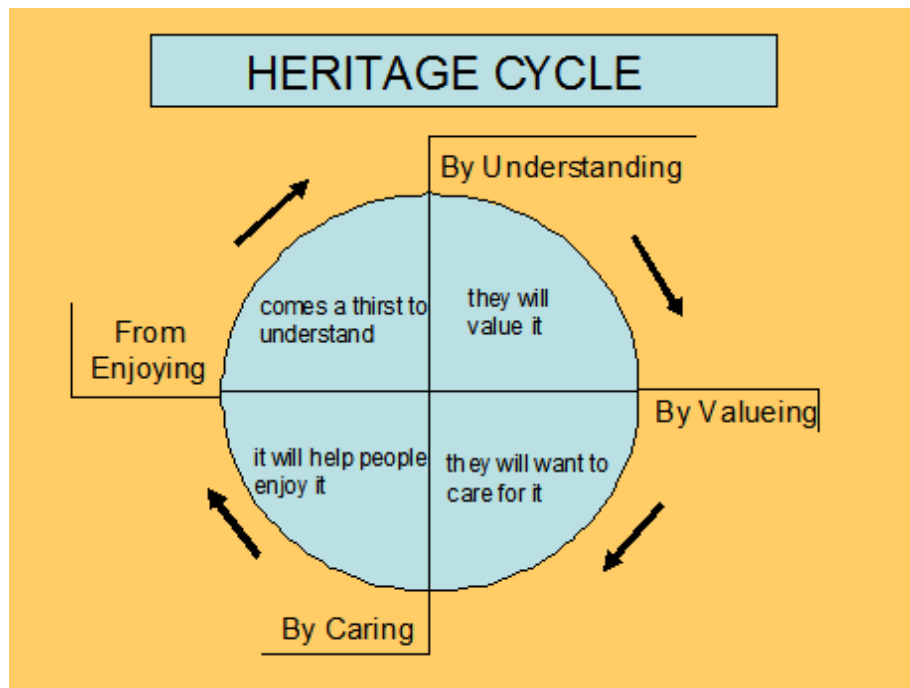 HERITAGE CYCLE
By Understanding
they will
value it
By Valueing
they will want to
care for it
By Caring
it will help people
enjoy it
From
Enjoying
comes a thirst to
understand